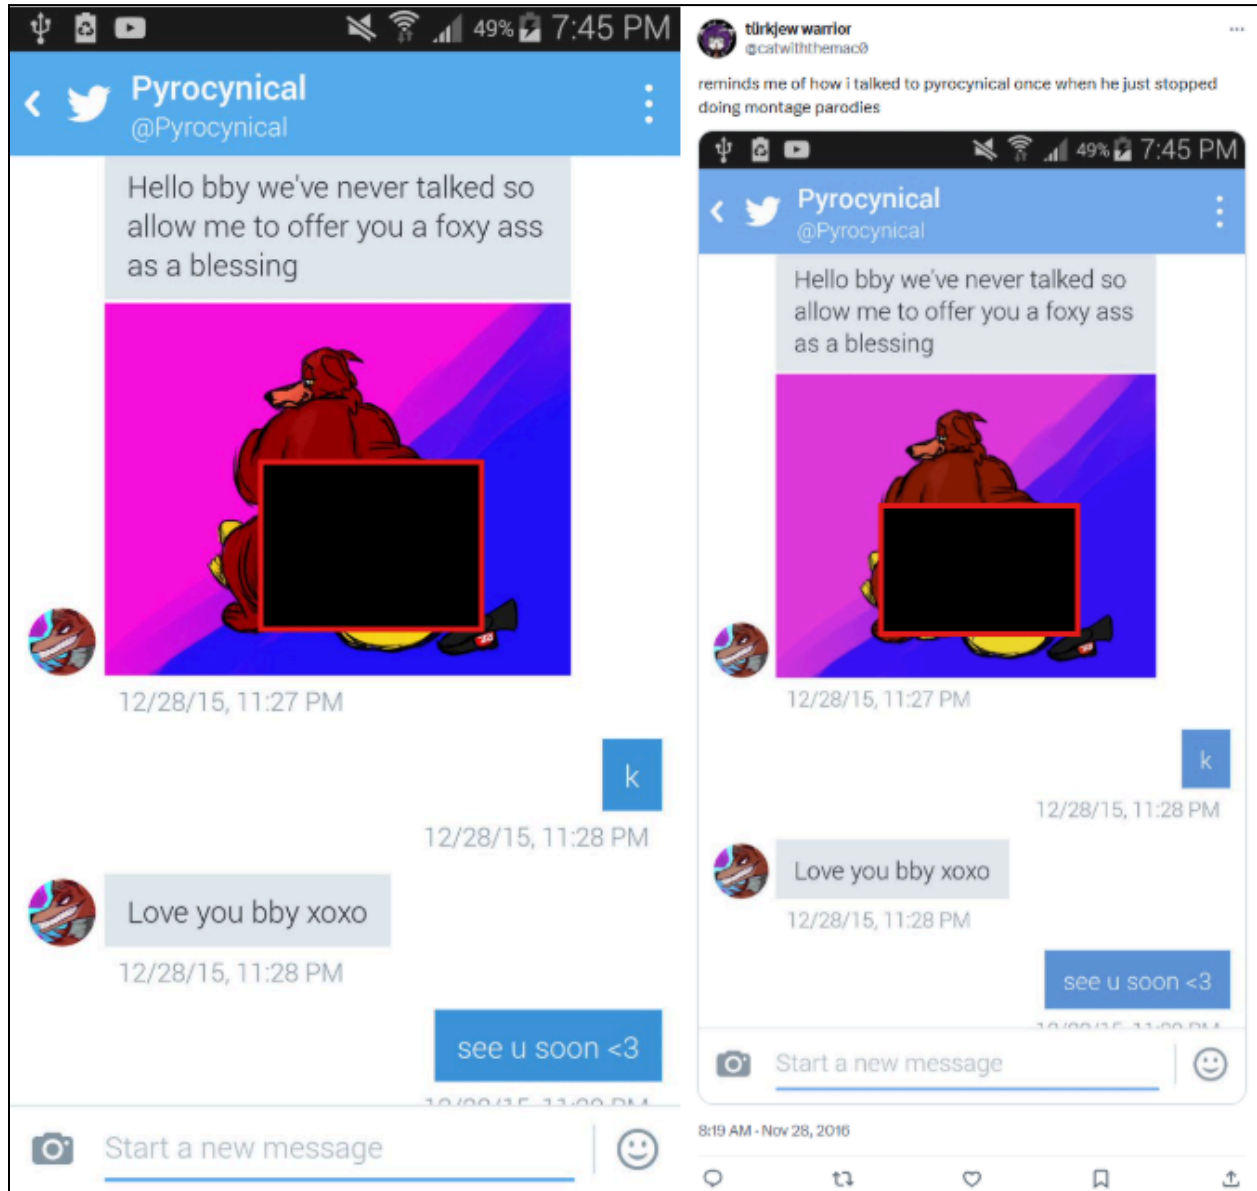 49% 7:45 PM
Pyrocynical
@Pyrocynical
Hello bby we've never talked so
allow me to offer you a foxy ass
as a blessing
12/28/15, 11:27 PM
k
12/28/15, 11:28 PM
Love you bby xoxo
12/28/15, 11:28 PM
see u soon <3
Start a new message
türkjew warrior
@catwiththemac0
reminds me of how i talked to pyrocynical once when he just stopped
doing montage parodies
49% 7:45 PM
Pyrocynical
@Pyrocynical
Hello bby we've never talked so
allow me to offer you a foxy ass
as a blessing
12/28/15, 11:27 PM
k
12/28/15, 11:28 PM
Love you bby xoxo
12/28/15, 11:28 PM
see u soon <3
Start a new message
8:19 AM - Nov 28, 2016